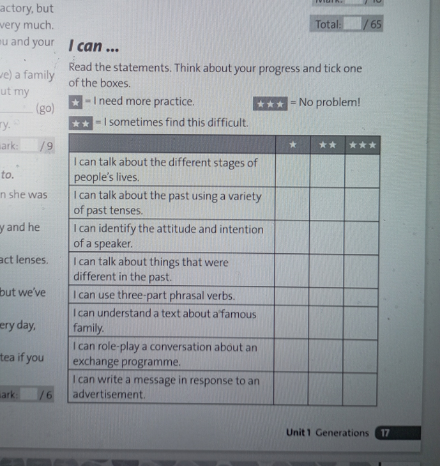 actory, but
very much.
u and your
ve) a family
ut my
(go)
ry.
ark: /9
to.
n she was
y and he
act lenses.
but we've
ery day,
tea if you
ark: /6
Total: /65
I can ...
Read the statements. Think about your progress and tick one
of the boxes.
★ = I need more practice. ★★★ = No problem!
★★ = I sometimes find this difficult.
★ ★★ ★★★
I can talk about the different stages of
people's lives.
I can talk about the past using a variety
of past tenses.
I can identify the attitude and intention
of a speaker.
I can talk about things that were
different in the past.
I can use three-part phrasal verbs.
I can understand a text about a famous
family.
I can role-play a conversation about an
exchange programme.
I can write a message in response to an
advertisement.
Unit 1 Generations 17